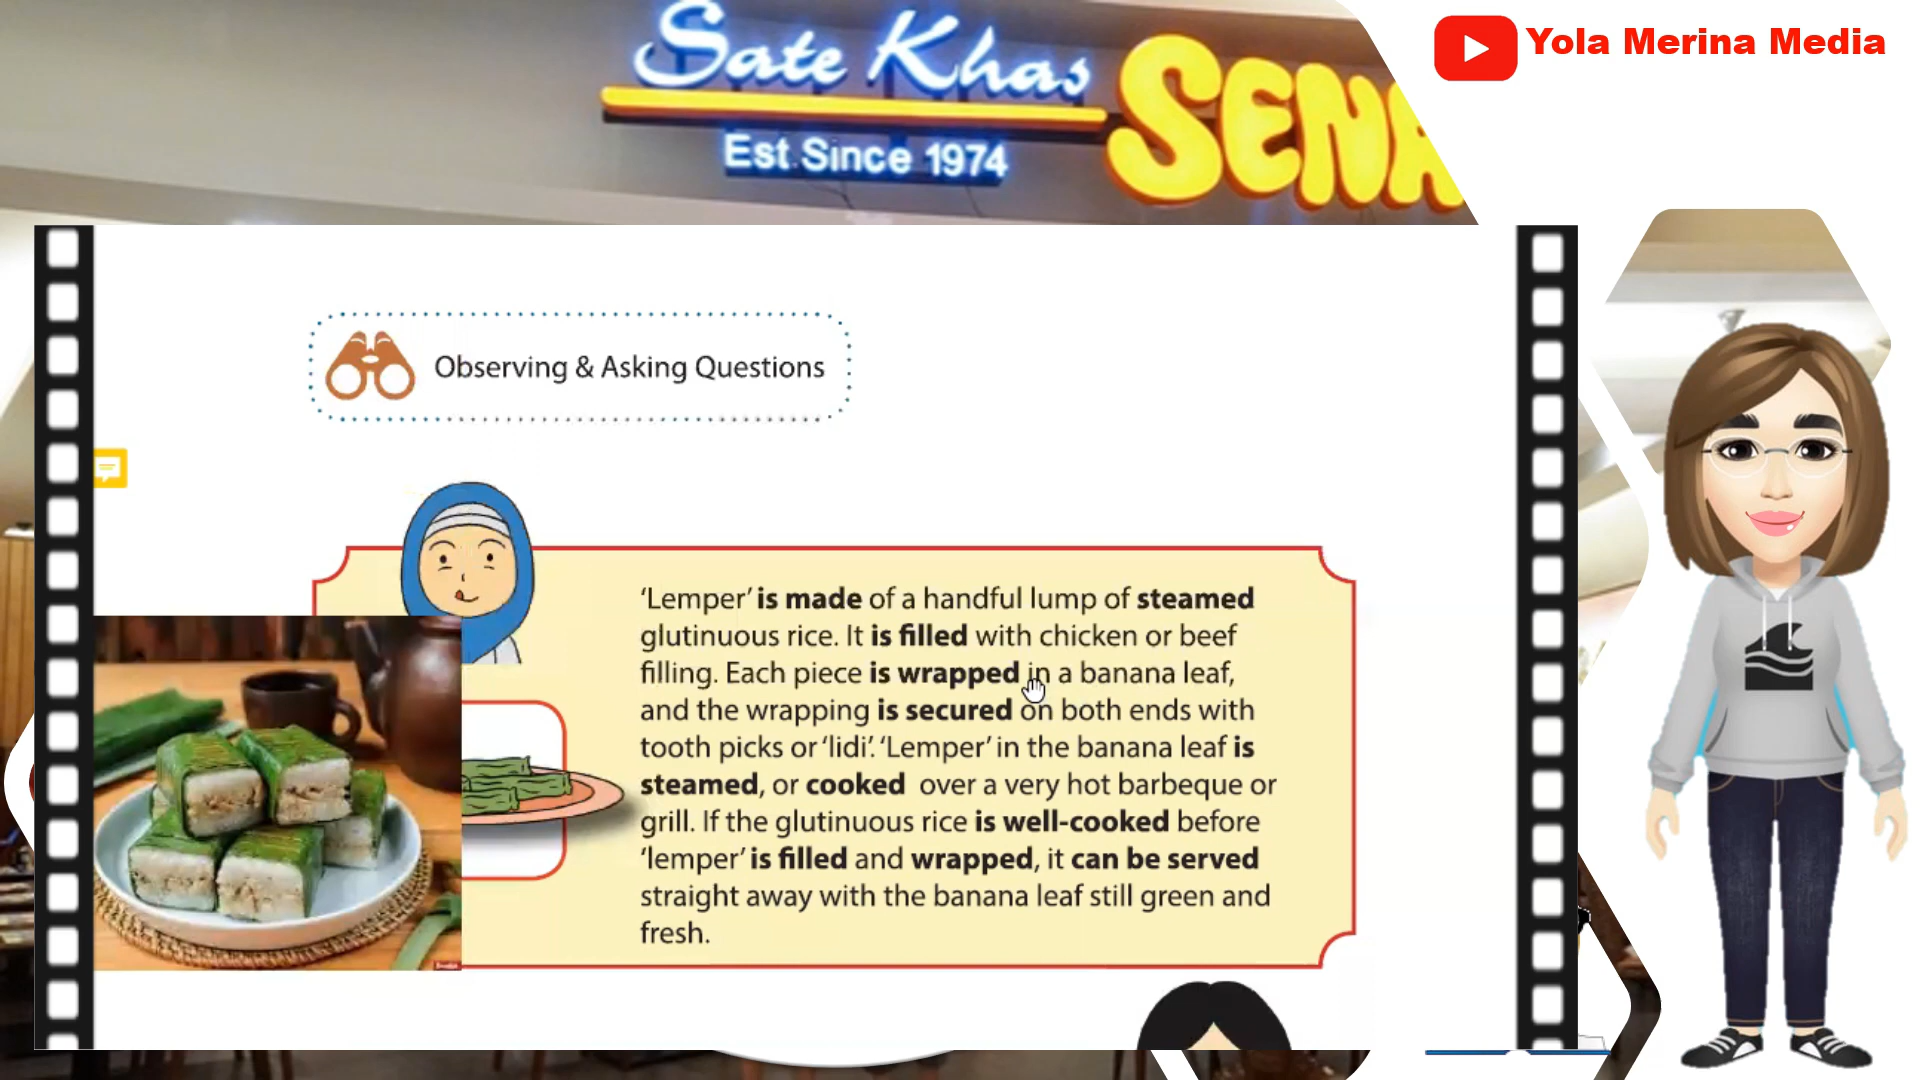 Sate Khas
SENA
Est Since 1974
Yola Merina Media
Observing & Asking Questions
‘Lemper’ is made of a handful lump of steamed
glutinuous rice. It is filled with chicken or beef
filling. Each piece is wrapped in a banana leaf,
and the wrapping is secured on both ends with
tooth picks or ‘lidi’. ‘Lemper’ in the banana leaf is
steamed, or cooked over a very hot barbeque or
grill. If the glutinuous rice is well-cooked before
‘lemper’ is filled and wrapped, it can be served
straight away with the banana leaf still green and
fresh.